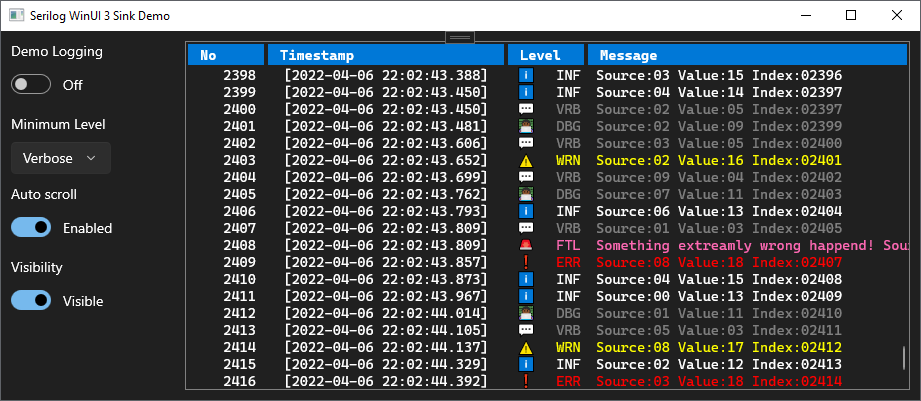 Serilog WinUI 3 Sink Demo
Demo Logging
Off
Minimum Level
Verbose
Auto scroll
Enabled
Visibility
Visible
No Timestamp Level Message
2398 [2022-04-06 22:02:43.388] INF Source:03 Value:15 Index:02396
2399 [2022-04-06 22:02:43.450] INF Source:04 Value:14 Index:02397
2400 [2022-04-06 22:02:43.450] VRB Source:02 Value:05 Index:02397
2401 [2022-04-06 22:02:43.481] DBG Source:02 Value:09 Index:02399
2402 [2022-04-06 22:02:43.606] VRB Source:03 Value:05 Index:02400
2403 [2022-04-06 22:02:43.652] WRN Source:02 Value:16 Index:02401
2404 [2022-04-06 22:02:43.699] VRB Source:09 Value:04 Index:02402
2405 [2022-04-06 22:02:43.762] DBG Source:07 Value:11 Index:02403
2406 [2022-04-06 22:02:43.793] INF Source:06 Value:13 Index:02404
2407 [2022-04-06 22:02:43.809] VRB Source:01 Value:03 Index:02405
2408 [2022-04-06 22:02:43.809] FTL Something extreamly wrong happend! Sour
2409 [2022-04-06 22:02:43.857] ERR Source:08 Value:18 Index:02407
2410 [2022-04-06 22:02:43.873] INF Source:04 Value:15 Index:02408
2411 [2022-04-06 22:02:43.967] INF Source:00 Value:13 Index:02409
2412 [2022-04-06 22:02:44.014] DBG Source:01 Value:11 Index:02410
2413 [2022-04-06 22:02:44.105] VRB Source:05 Value:03 Index:02411
2414 [2022-04-06 22:02:44.137] WRN Source:08 Value:17 Index:02412
2415 [2022-04-06 22:02:44.329] INF Source:02 Value:12 Index:02413
2416 [2022-04-06 22:02:44.392] ERR Source:03 Value:18 Index:02414